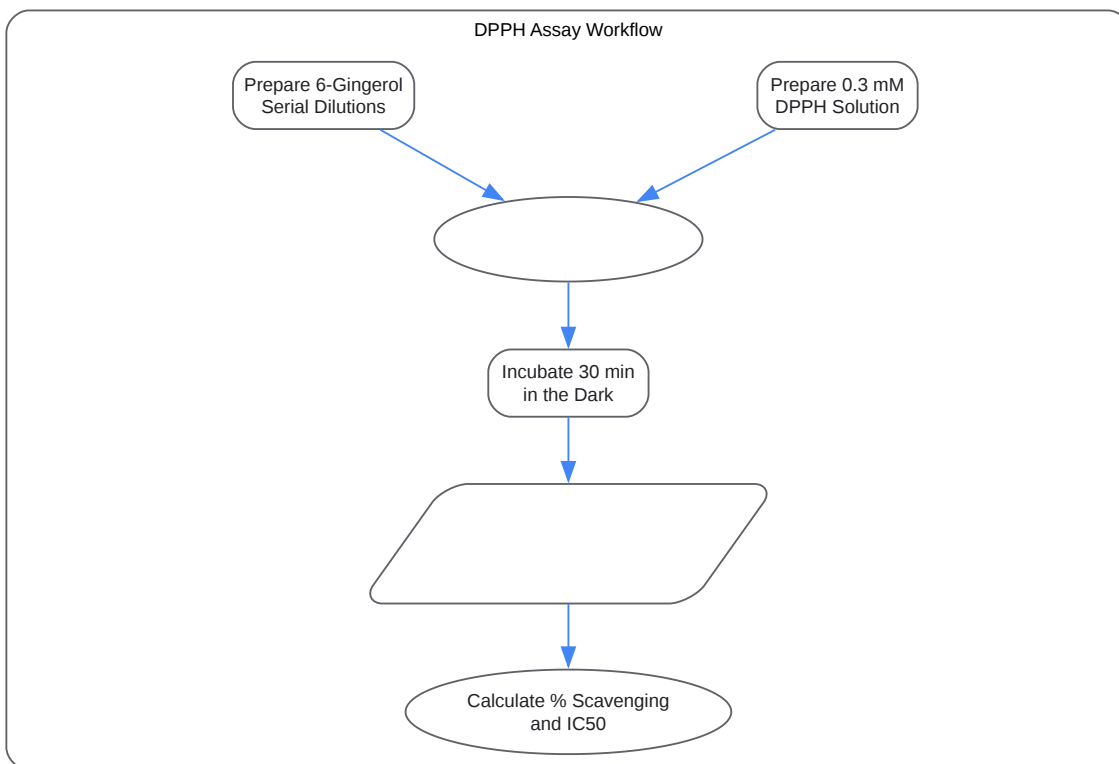 DPPH Assay Workflow
Prepare 6-Gingerol
Serial Dilutions
Prepare 0.3 mM
DPPH Solution
Incubate 30 min
in the Dark
Calculate % Scavenging
and IC50